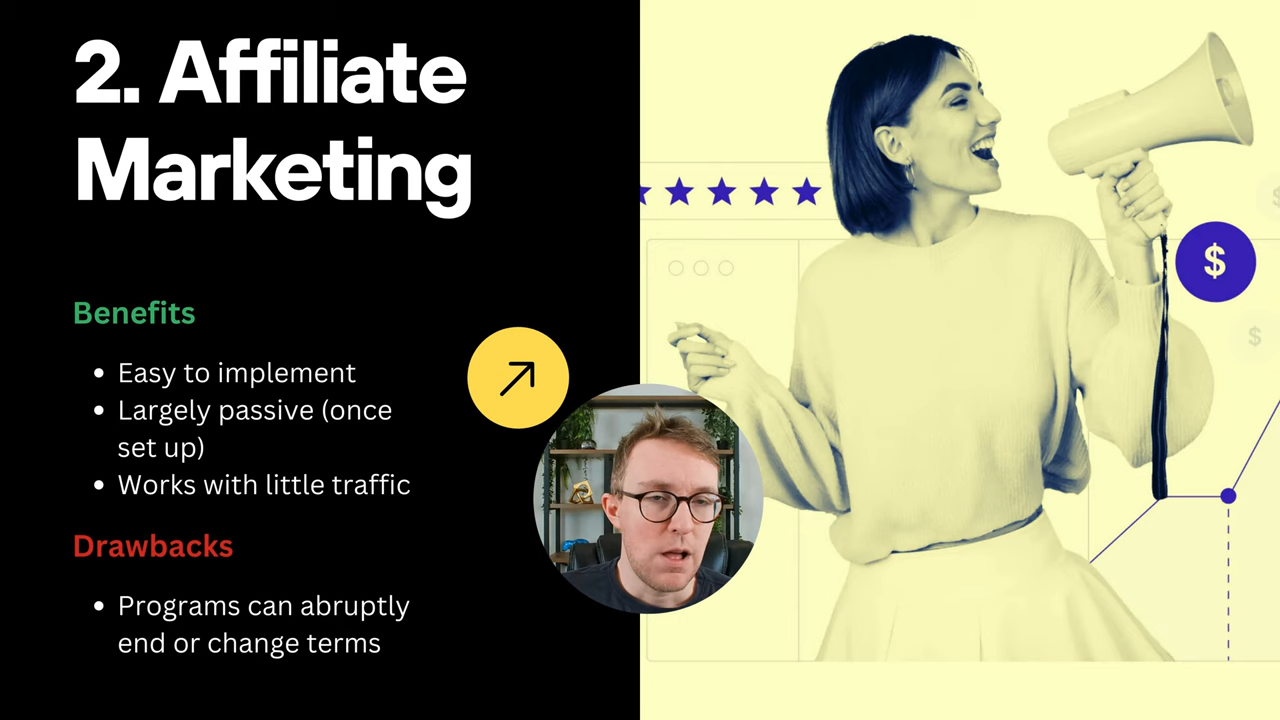 2. Affiliate
Marketing
Benefits
• Easy to implement
• Largely passive (once
set up)
• Works with little traffic
Drawbacks
• Programs can abruptly
end or change terms
$
$